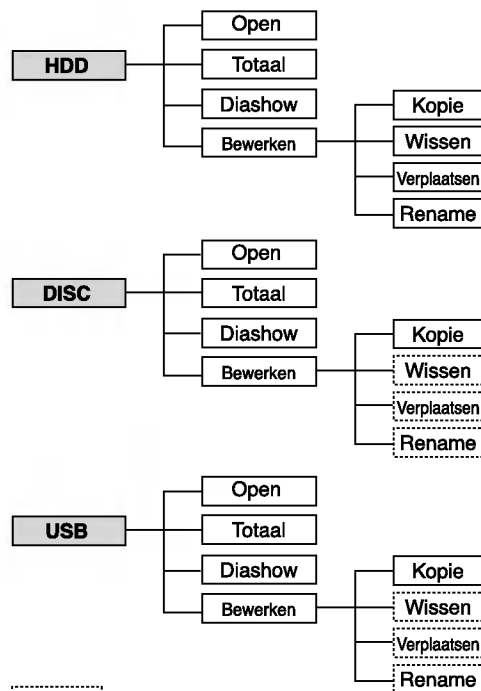 Open
HDD
Totaal
Diashow
Bewerken
Kopie
Wissen
Verplaatsen
Rename
Open
DISC
Totaal
Diashow
Bewerken
Kopie
Wissen
Verplaatsen
Rename
Open
USB
Totaal
Diashow
Bewerken
Kopie
Wissen
Verplaatsen
Rename